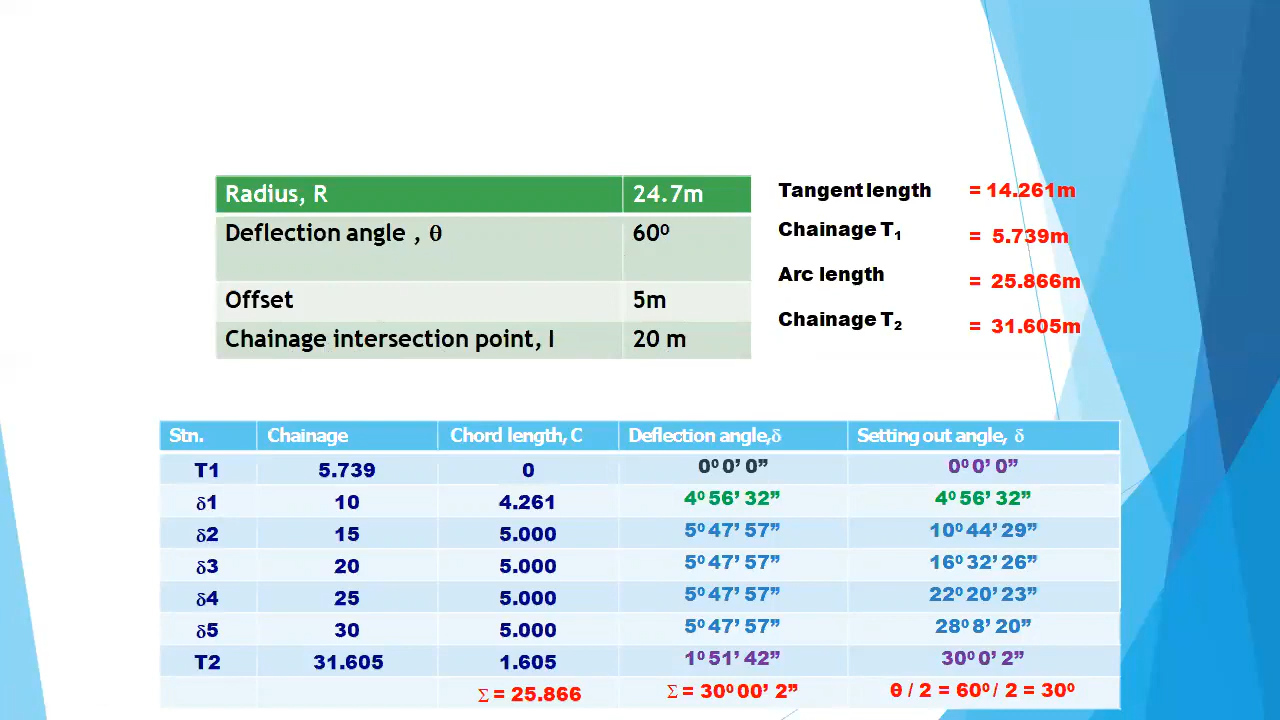 Radius, R 24.7m
Deflection angle , θ 60⁰
Offset 5m
Chainage intersection point, I 20 m
Tangent length = 14.261m
Chainage T₁ = 5.739m
Arc length = 25.866m
Chainage T₂ = 31.605m
Stn. Chainage Chord length, C Deflection angle,δ Setting out angle, δ
T1 5.739 0 0⁰ 0’ 0” 0⁰ 0’ 0”
δ1 10 4.261 4⁰ 56’ 32” 4⁰ 56’ 32”
δ2 15 5.000 5⁰ 47’ 57” 10⁰ 44’ 29”
δ3 20 5.000 5⁰ 47’ 57” 16⁰ 32’ 26”
δ4 25 5.000 5⁰ 47’ 57” 22⁰ 20’ 23”
δ5 30 5.000 5⁰ 47’ 57” 28⁰ 8’ 20”
T2 31.605 1.605 1⁰ 51’ 42” 30⁰ 0’ 2”
Σ = 25.866 Σ = 30⁰ 00’ 2” θ / 2 = 60⁰ / 2 = 30⁰